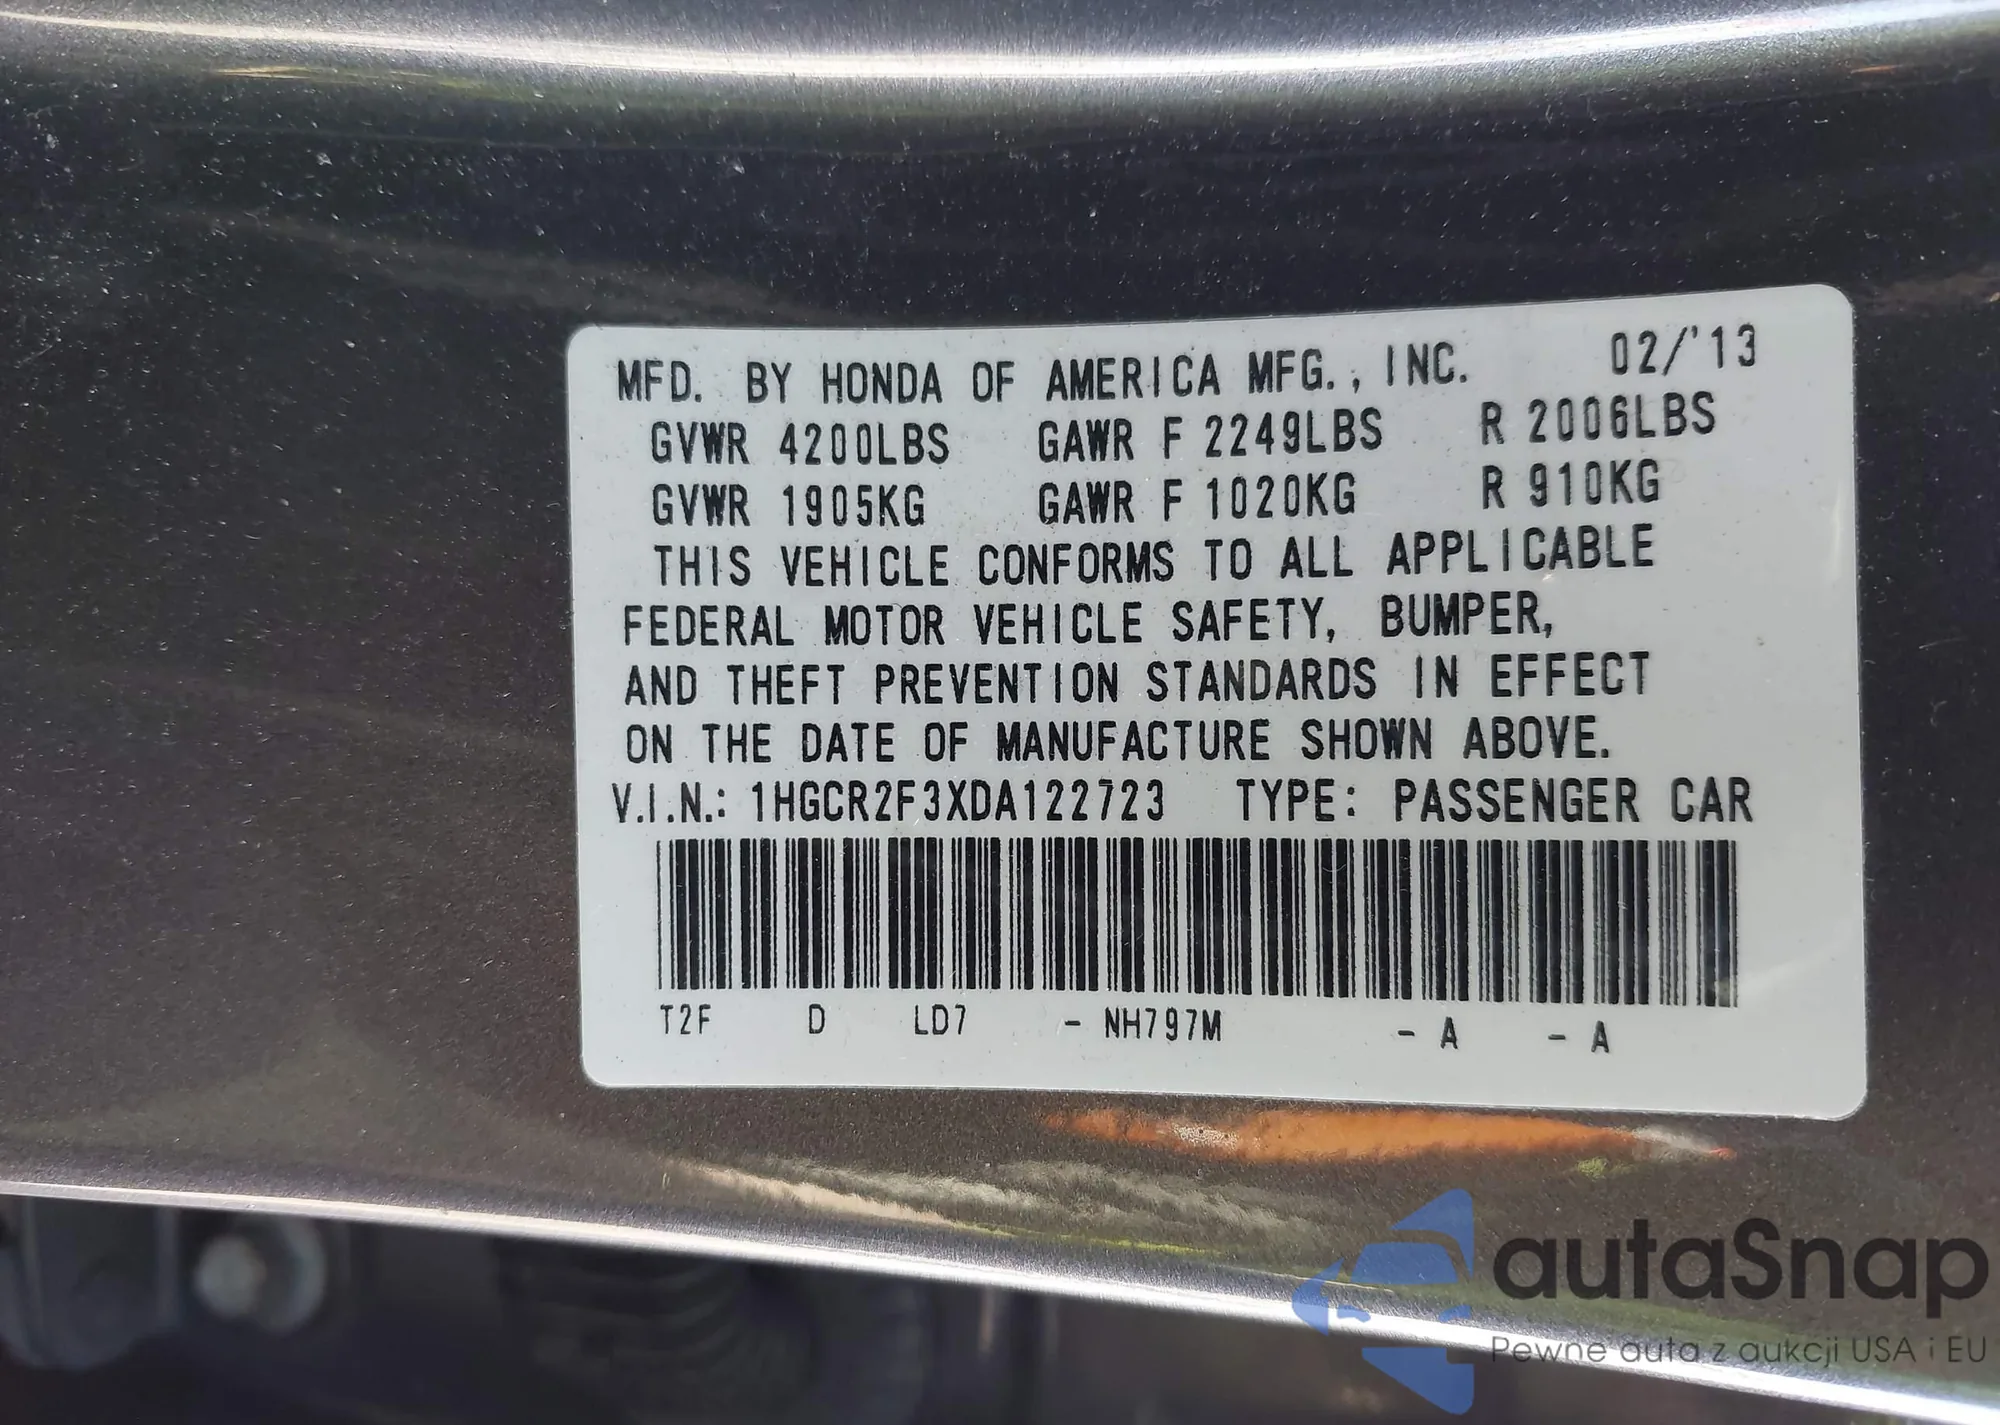 MFD. BY HONDA OF AMERICA MFG., INC. 02/'13
GVWR 4200LBS GAWR F 2249LBS R 2006LBS
GVWR 1905KG GAWR F 1020KG R 910KG
THIS VEHICLE CONFORMS TO ALL APPLICABLE
FEDERAL MOTOR VEHICLE SAFETY, BUMPER,
AND THEFT PREVENTION STANDARDS IN EFFECT
ON THE DATE OF MANUFACTURE SHOWN ABOVE.
V.I.N.: 1HGCR2F3XDA122723 TYPE: PASSENGER CAR
T2F D LD7 - NH797M - A - A
autaSnap
Pewne auta z aukcji USA i EU